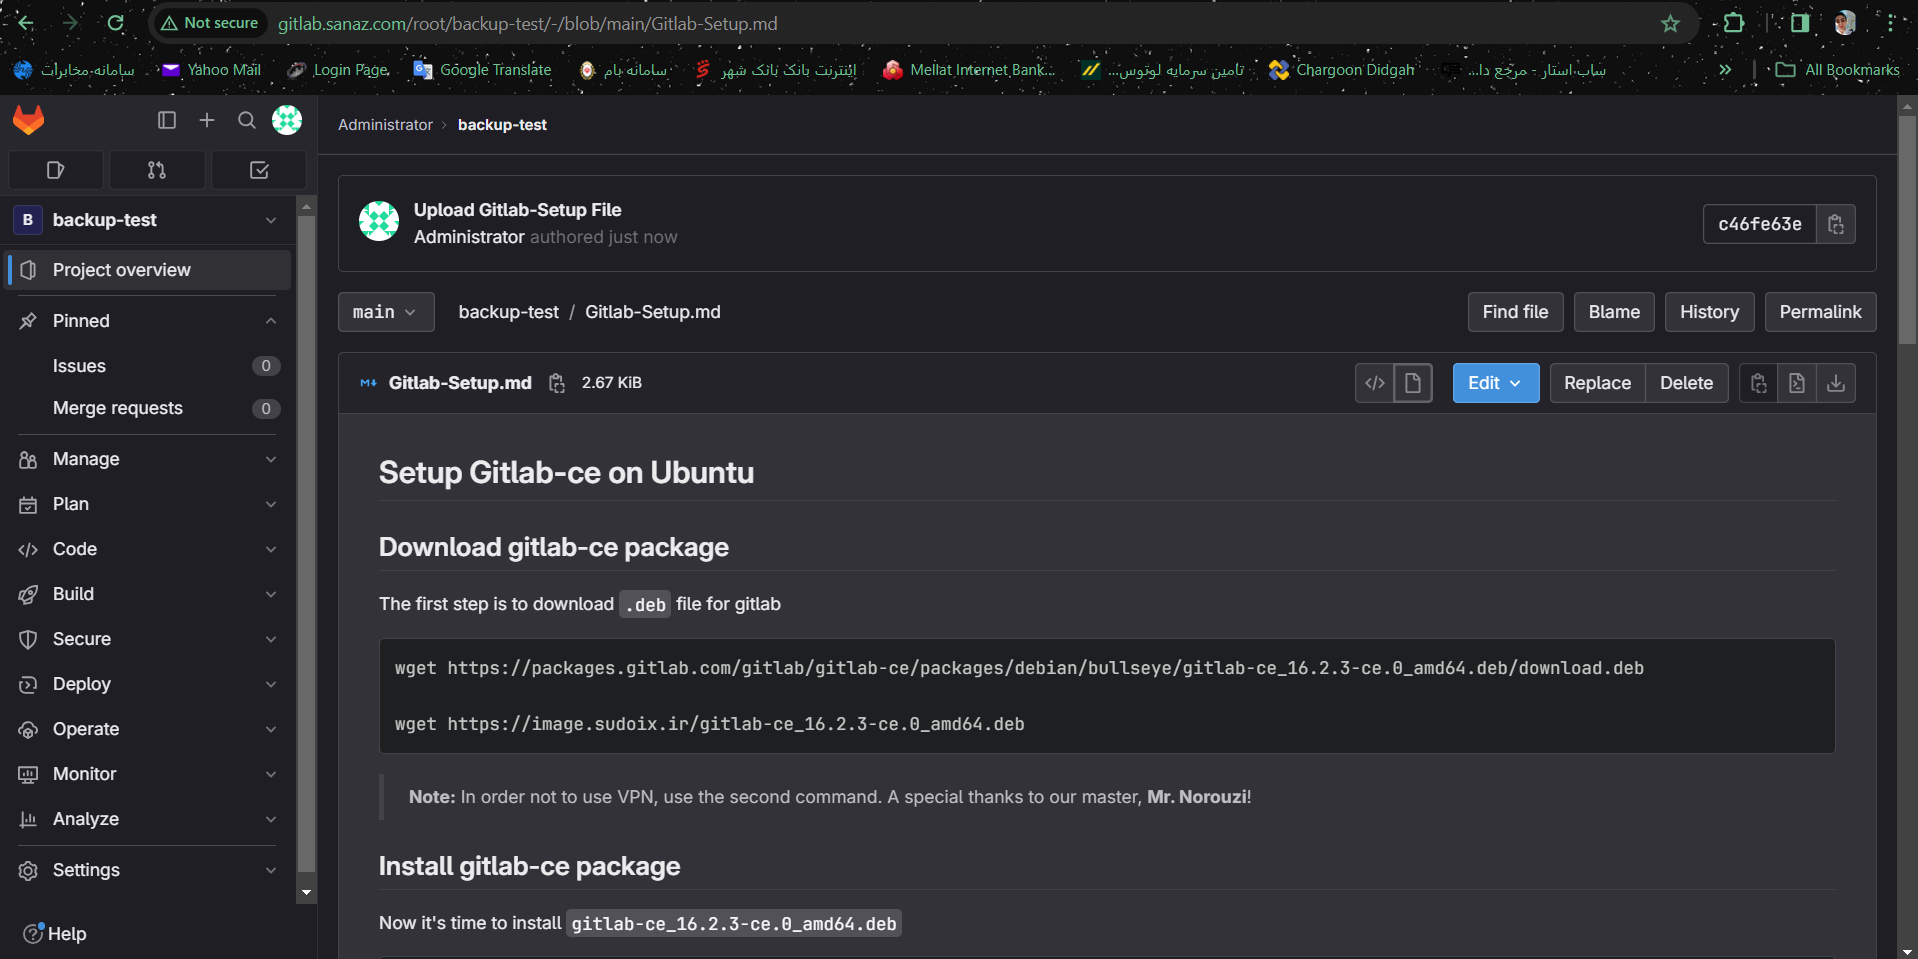 Not secure gitlab.sanaz.com/root/backup-test/-/blob/main/Gitlab-Setup.md
سامانه مخابرات Yahoo Mail Login Page Google Translate سامانه بام اینترنت بانک بانک شهر Mellat Internet Bank... تامین سرمایه لوتوس... Chargoon Didgah ساب استار - مرجع دا... » All Bookmarks
Administrator › backup-test
B backup-test
Project overview
Pinned
Issues 0
Merge requests 0
Manage
Plan
Code
Build
Secure
Deploy
Operate
Monitor
Analyze
Settings
Help
Upload Gitlab-Setup File
Administrator authored just now
c46fe63e
main backup-test / Gitlab-Setup.md Find file Blame History Permalink
M Gitlab-Setup.md 2.67 KiB </> Edit Replace Delete
Setup Gitlab-ce on Ubuntu
Download gitlab-ce package
The first step is to download .deb file for gitlab
wget https://packages.gitlab.com/gitlab/gitlab-ce/packages/debian/bullseye/gitlab-ce_16.2.3-ce.0_amd64.deb/download.deb
wget https://image.sudoix.ir/gitlab-ce_16.2.3-ce.0_amd64.deb
Note: In order not to use VPN, use the second command. A special thanks to our master, Mr. Norouzi!
Install gitlab-ce package
Now it's time to install gitlab-ce_16.2.3-ce.0_amd64.deb